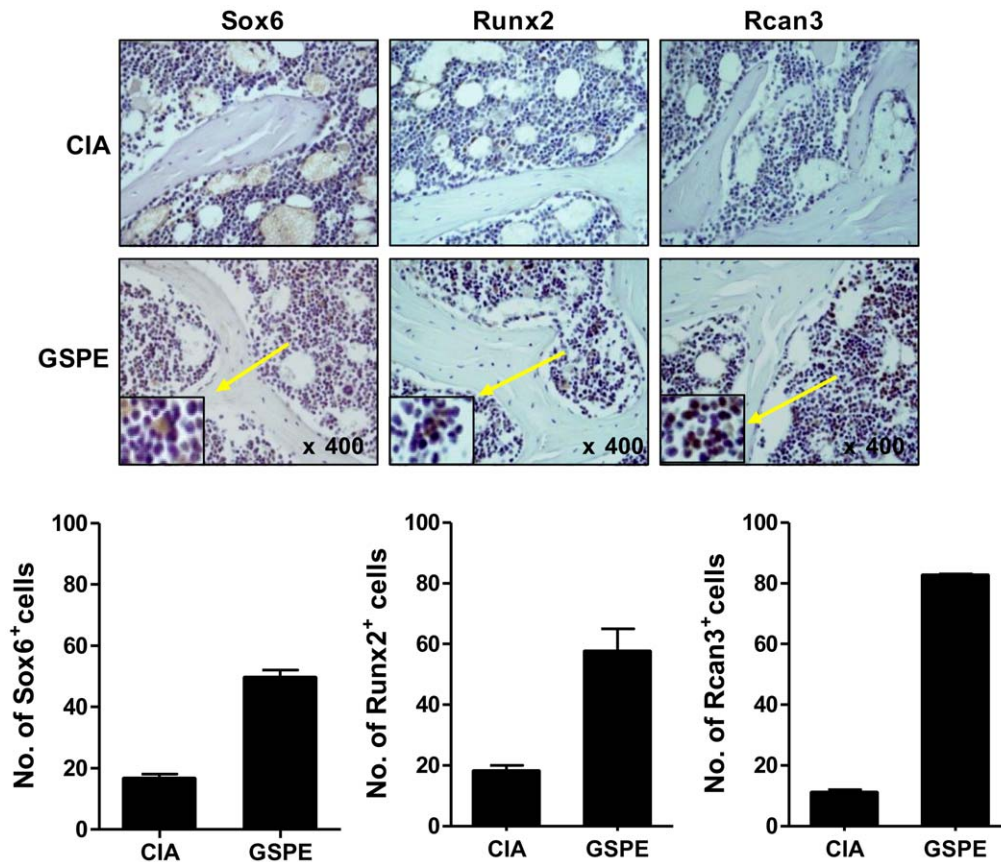 Sox6 Runx2 Rcan3
CIA
GSPE
x 400 x 400 x 400
100 100 100
80 80 80
60 60 60
40 40 40
20 20 20
0 0 0
No. of Sox6⁺cells
No. of Runx2⁺ cells
No. of Rcan3⁺cells
CIA GSPE CIA GSPE CIA GSPE